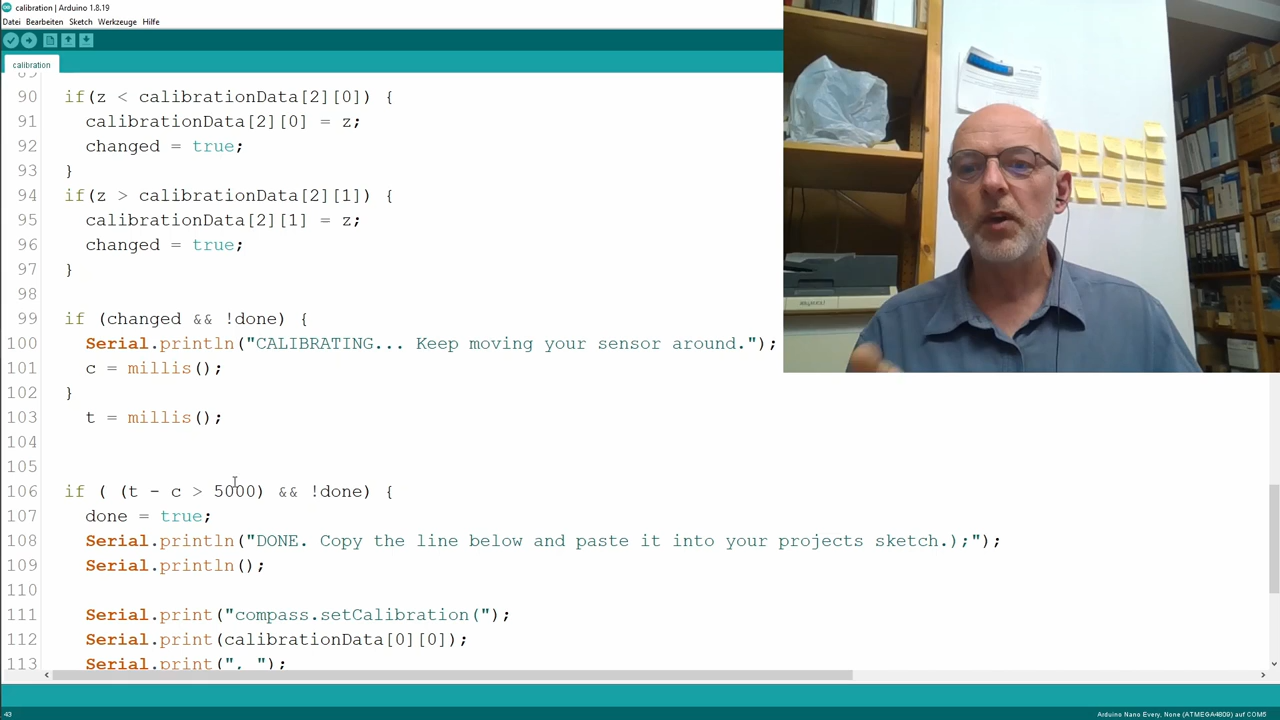 calibration | Arduino 1.8.19
Datei Bearbeiten Sketch Werkzeuge Hilfe
calibration
90 if(z < calibrationData[2][0]) {
91 calibrationData[2][0] = z;
92 changed = true;
93 }
94 if(z > calibrationData[2][1]) {
95 calibrationData[2][1] = z;
96 changed = true;
97 }
98
99 if (changed && !done) {
100 Serial.println("CALIBRATING... Keep moving your sensor around.");
101 c = millis();
102 }
103 t = millis();
104
105
106 if ( (t - c > 5000) && !done) {
107 done = true;
108 Serial.println("DONE. Copy the line below and paste it into your projects sketch.);");
109 Serial.println();
110
111 Serial.print("compass.setCalibration(");
112 Serial.print(calibrationData[0][0]);
113 Serial.print(", ");
43
Arduino Nano Every, None (ATMEGA4809) auf COM5